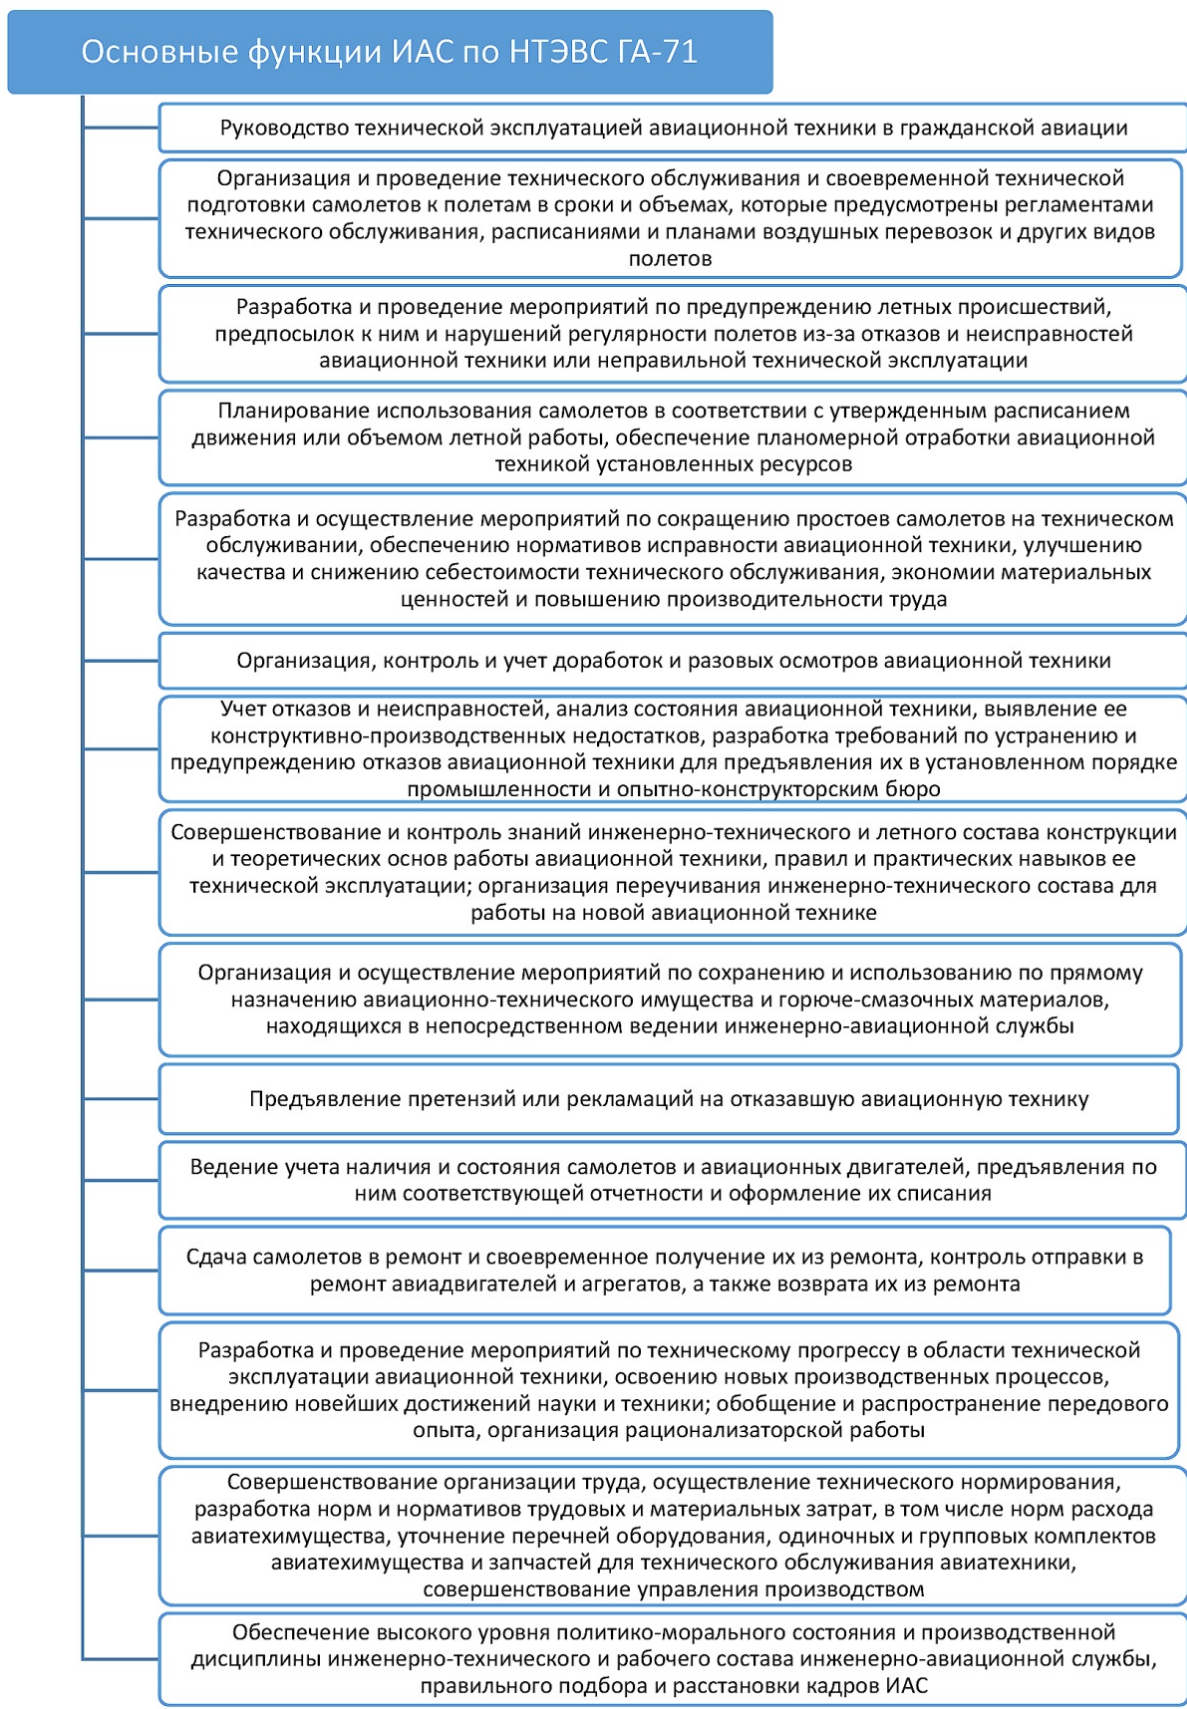 Основные функции ИАС по НТЭВС ГА-71
Руководство технической эксплуатацией авиационной техники в гражданской авиации
Организация и проведение технического обслуживания и своевременной технической
подготовки самолетов к полетам в сроки и объемах, которые предусмотрены регламентами
технического обслуживания, расписаниями и планами воздушных перевозок и других видов
полетов
Разработка и проведение мероприятий по предупреждению летных происшествий,
предпосылок к ним и нарушений регулярности полетов из-за отказов и неисправностей
авиационной техники или неправильной технической эксплуатации
Планирование использования самолетов в соответствии с утвержденным расписанием
движения или объемом летной работы, обеспечение планомерной отработки авиационной
техникой установленных ресурсов
Разработка и осуществление мероприятий по сокращению простоев самолетов на техническом
обслуживании, обеспечению нормативов исправности авиационной техники, улучшению
качества и снижению себестоимости технического обслуживания, экономии материальных
ценностей и повышению производительности труда
Организация, контроль и учет доработок и разовых осмотров авиационной техники
Учет отказов и неисправностей, анализ состояния авиационной техники, выявление ее
конструктивно-производственных недостатков, разработка требований по устранению и
предупреждению отказов авиационной техники для предъявления их в установленном порядке
промышленности и опытно-конструкторским бюро
Совершенствование и контроль знаний инженерно-технического и летного состава конструкции
и теоретических основ работы авиационной техники, правил и практических навыков ее
технической эксплуатации; организация переучивания инженерно-технического состава для
работы на новой авиационной технике
Организация и осуществление мероприятий по сохранению и использованию по прямому
назначению авиационно-технического имущества и горюче-смазочных материалов,
находящихся в непосредственном ведении инженерно-авиационной службы
Предъявление претензий или рекламаций на отказавшую авиационную технику
Ведение учета наличия и состояния самолетов и авиационных двигателей, предъявления по
ним соответствующей отчетности и оформление их списания
Сдача самолетов в ремонт и своевременное получение их из ремонта, контроль отправки в
ремонт авиадвигателей и агрегатов, а также возврата их из ремонта
Разработка и проведение мероприятий по техническому прогрессу в области технической
эксплуатации авиационной техники, освоению новых производственных процессов,
внедрению новейших достижений науки и техники; обобщение и распространение передового
опыта, организация рационализаторской работы
Совершенствование организации труда, осуществление технического нормирования,
разработка норм и нормативов трудовых и материальных затрат, в том числе норм расхода
авиатехимущества, уточнение перечней оборудования, одиночных и групповых комплектов
авиатехимущества и запчастей для технического обслуживания авиатехники,
совершенствование управления производством
Обеспечение высокого уровня политико-морального состояния и производственной
дисциплины инженерно-технического и рабочего состава инженерно-авиационной службы,
правильного подбора и расстановки кадров ИАС